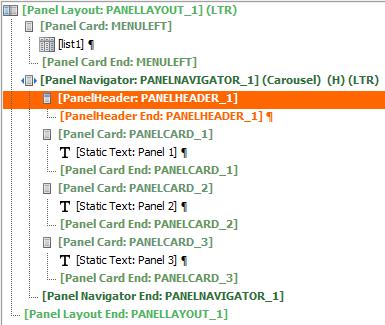 [Panel Layout: PANELLAYOUT_1] (LTR)
[Panel Card: MENULEFT]
[list1] ¶
[Panel Card End: MENULEFT]
[Panel Navigator: PANELNAVIGATOR_1] (Carousel) (H) (LTR)
[PanelHeader: PANELHEADER_1]
[PanelHeader End: PANELHEADER_1] ¶
[Panel Card: PANELCARD_1]
T [Static Text: Panel 1] ¶
[Panel Card End: PANELCARD_1]
[Panel Card: PANELCARD_2]
T [Static Text: Panel 2] ¶
[Panel Card End: PANELCARD_2]
[Panel Card: PANELCARD_3]
T [Static Text: Panel 3] ¶
[Panel Card End: PANELCARD_3]
[Panel Navigator End: PANELNAVIGATOR_1]
[Panel Layout End: PANELLAYOUT_1]